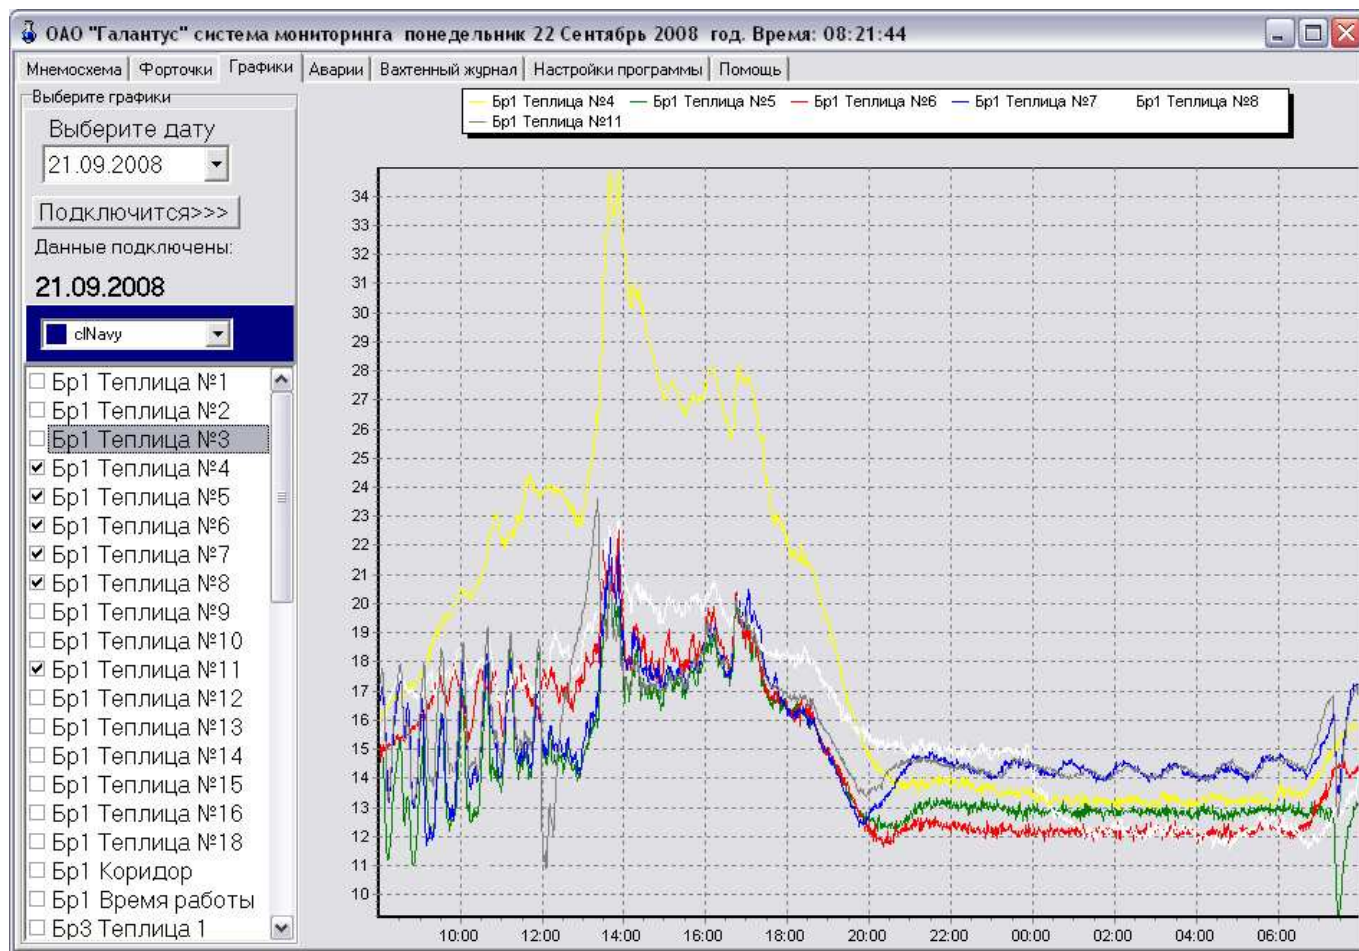 ОАО "Галантус" система мониторинга понедельник 22 Сентябрь 2008 год. Время: 08:21:44
Мнемосхема Форточки Графики Аварии Вахтенный журнал Настройки программы Помощь
Выберите графики
Выберите дату
21.09.2008
Подключится>>>
Данные подключены:
21.09.2008
clNavy
Бр1 Теплица №1
Бр1 Теплица №2
Бр1 Теплица №3
Бр1 Теплица №4
Бр1 Теплица №5
Бр1 Теплица №6
Бр1 Теплица №7
Бр1 Теплица №8
Бр1 Теплица №9
Бр1 Теплица №10
Бр1 Теплица №11
Бр1 Теплица №12
Бр1 Теплица №13
Бр1 Теплица №14
Бр1 Теплица №15
Бр1 Теплица №16
Бр1 Теплица №18
Бр1 Коридор
Бр1 Время работы
Бр3 Теплица 1
Бр1 Теплица №4 Бр1 Теплица №5 Бр1 Теплица №6 Бр1 Теплица №7 Бр1 Теплица №8
Бр1 Теплица №11
34
33
32
31
30
29
28
27
26
25
24
23
22
21
20
19
18
17
16
15
14
13
12
11
10
10:00 12:00 14:00 16:00 18:00 20:00 22:00 00:00 02:00 04:00 06:00